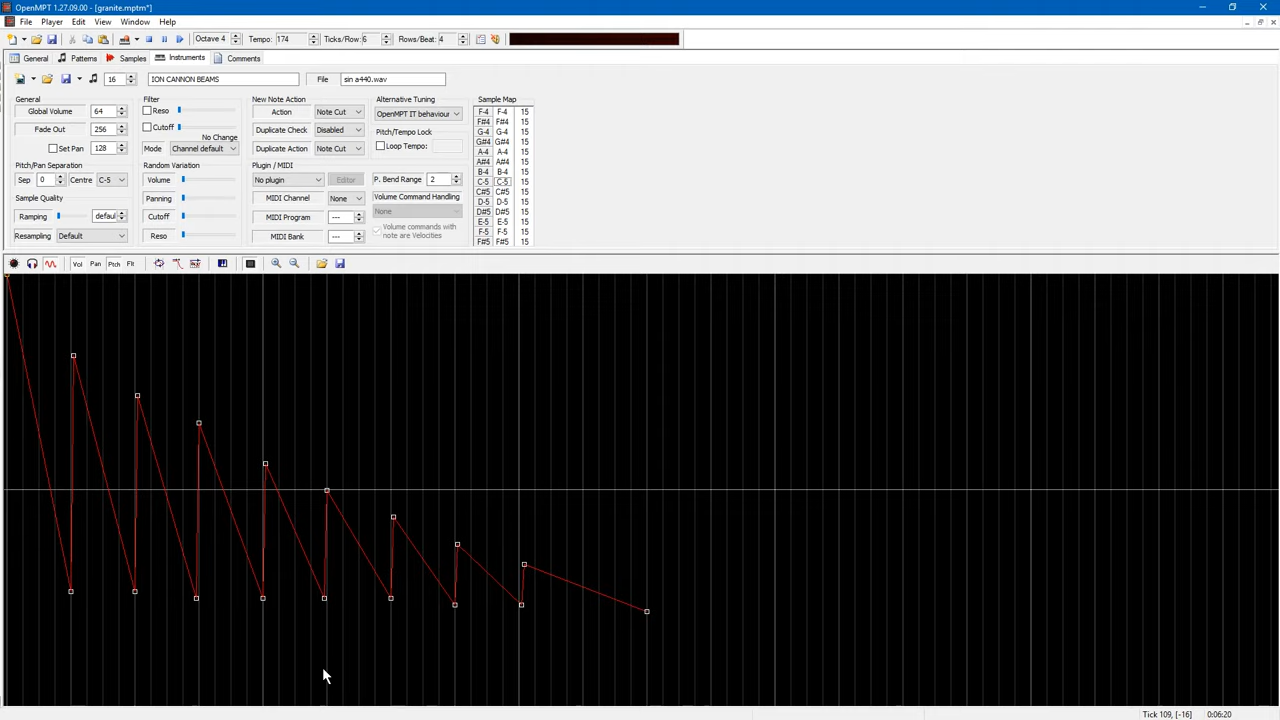 OpenMPT 1.27.09.00 - [granite.mptm*]
File Player Edit View Window Help
Octave 4 Tempo: 174 Ticks/Row: 6 Rows/Beat: 4
General Patterns Samples Instruments Comments
16 ION CANNON BEAMS File sin a440.wav
General
Global Volume 64
Fade Out 256
Set Pan 128
Pitch/Pan Separation
Sep 0 Centre C-5
Sample Quality
Ramping defaul
Resampling Default
Filter
Reso
Cutoff
No Change
Mode Channel default
Random Variation
Volume
Panning
Cutoff
Reso
New Note Action
Action Note Cut
Duplicate Check Disabled
Duplicate Action Note Cut
Plugin / MIDI
No plugin Editor
MIDI Channel None
MIDI Program ---
MIDI Bank ---
Alternative Tuning
OpenMPT IT behaviour
Pitch/Tempo Lock
Loop Tempo:
P. Bend Range 2
Volume Command Handling
None
Volume commands with
note are Velocities
Sample Map
F-4 F-4 15
F#4 F#4 15
G-4 G-4 15
G#4 G#4 15
A-4 A-4 15
A#4 A#4 15
B-4 B-4 15
C-5 C-5 15
C#5 C#5 15
D-5 D-5 15
D#5 D#5 15
E-5 E-5 15
F-5 F-5 15
F#5 F#5 15
Vol Pan Ptch Flt
Tick 109, [-16] 0:06:20